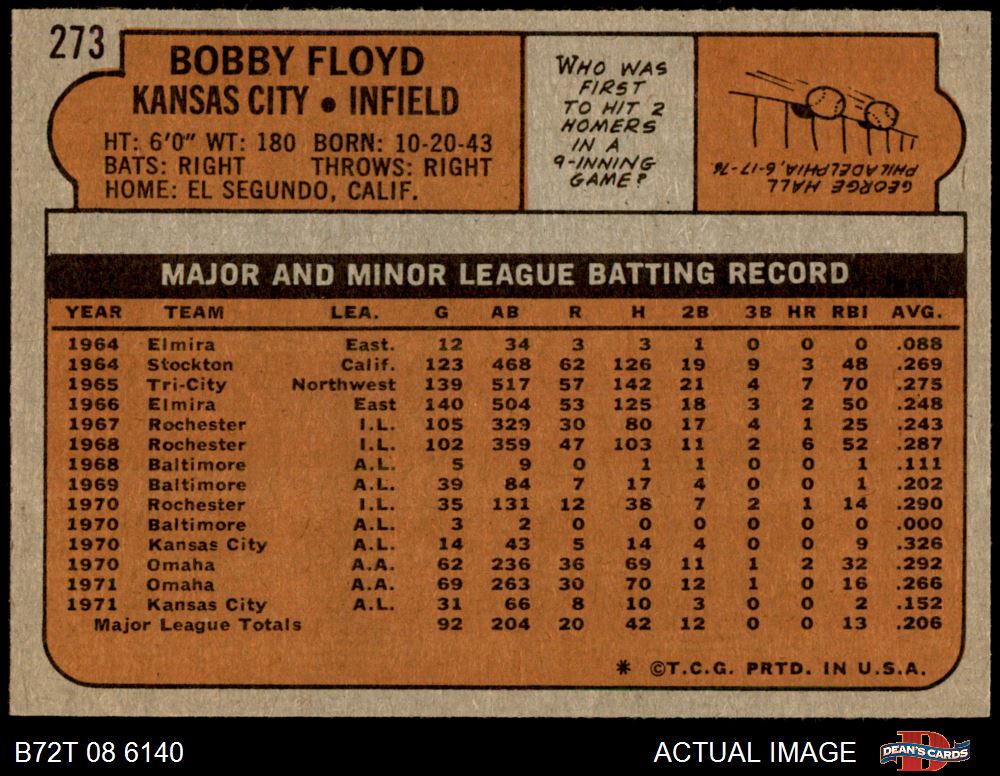 273
BOBBY FLOYD
KANSAS CITY • INFIELD
HT: 6'0" WT: 180 BORN: 10-20-43
BATS: RIGHT THROWS: RIGHT
HOME: EL SEGUNDO, CALIF.
WHO WAS
FIRST
TO HIT 2
HOMERS
IN A
9-INNING
GAME?
GEORGE HALL
PHILADELPHIA, 6-17-76.
MAJOR AND MINOR LEAGUE BATTING RECORD
YEAR TEAM LEA. G AB R H 2B 3B HR RBI AVG.
1964 Elmira East. 12 34 3 3 1 0 0 0 .088
1964 Stockton Calif. 123 468 62 126 19 9 3 48 .269
1965 Tri-City Northwest 139 517 57 142 21 4 7 70 .275
1966 Elmira East 140 504 53 125 18 3 2 50 .248
1967 Rochester I.L. 105 329 30 80 17 4 1 25 .243
1968 Rochester I.L. 102 359 47 103 11 2 6 52 .287
1968 Baltimore A.L. 5 9 0 1 1 0 0 1 .111
1969 Baltimore A.L. 39 84 7 17 4 0 0 1 .202
1970 Rochester I.L. 35 131 12 38 7 2 1 14 .290
1970 Baltimore A.L. 3 2 0 0 0 0 0 0 .000
1970 Kansas City A.L. 14 43 5 14 4 0 0 9 .326
1970 Omaha A.A. 62 236 36 69 11 1 2 32 .292
1971 Omaha A.A. 69 263 30 70 12 1 0 16 .266
1971 Kansas City A.L. 31 66 8 10 3 0 0 2 .152
Major League Totals 92 204 20 42 12 0 0 13 .206
* ©T.C.G. PRTD. IN U.S.A.
B72T 08 6140 ACTUAL IMAGE
DEAN'S CARDS